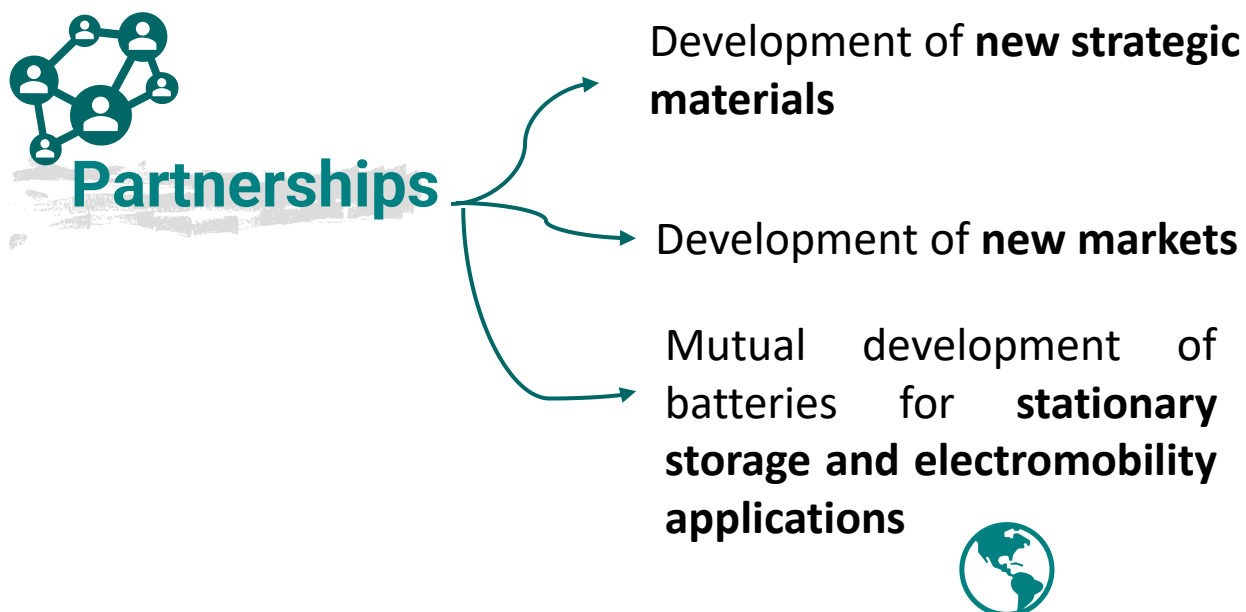 Partnerships
Development of new strategic
materials
Development of new markets
Mutual development of
batteries for stationary
storage and electromobility
applications